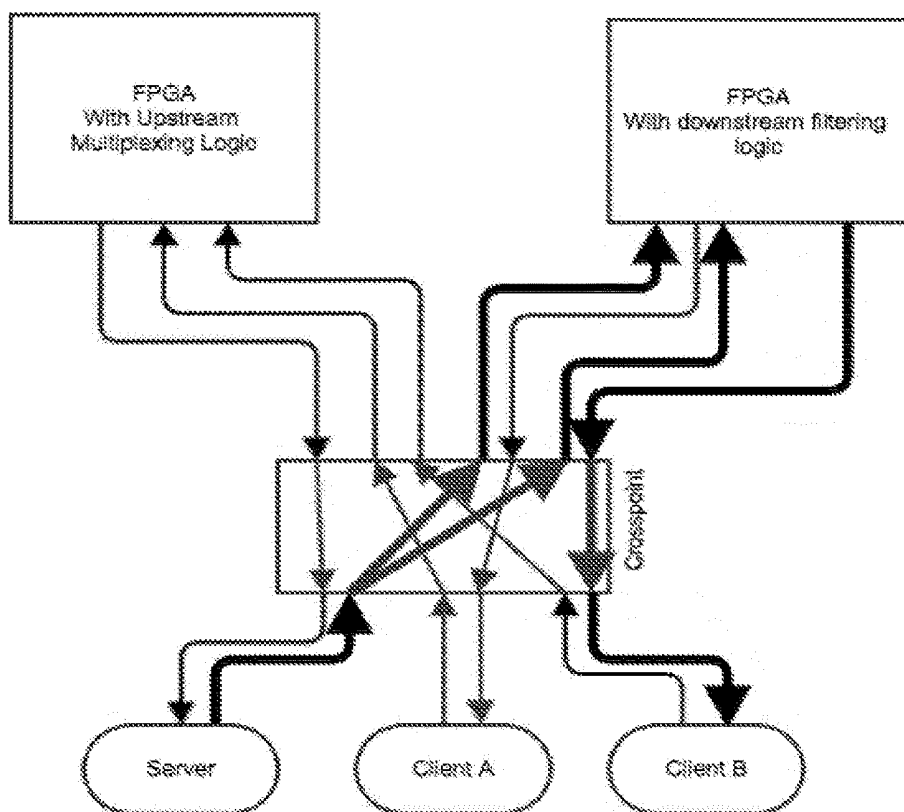 FPGA
With Upstream
Multiplexing Logic
FPGA
With downstream filtering
logic
Crosspoint
Server
Client A
Client B